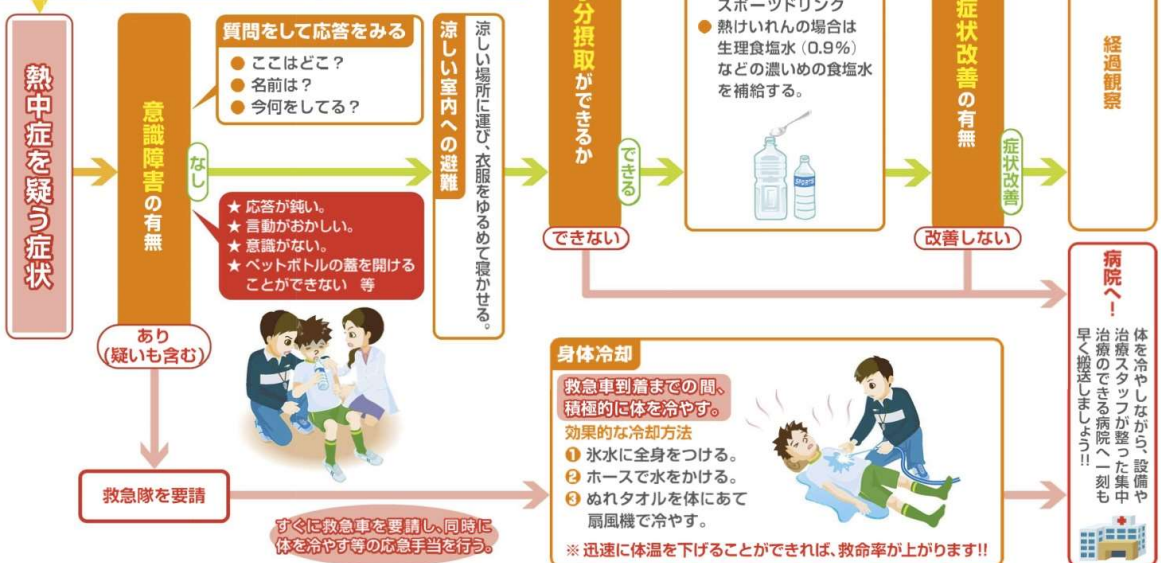 熱中症を疑う症状
意識障害の有無
質問をして応答をみる
● ここはどこ?
● 名前は?
● 今何をしてる?
なし
★ 応答が鈍い。
★ 言動がおかしい。
★ 意識がない。
★ ペットボトルの蓋を開ける
ことができない 等
あり
(疑いも含む)
涼しい室内への避難
涼しい場所に運び、衣服をゆるめて寝かせる。
分摂取ができるか
できる
できない
スポーツドリンク
● 熱けいれんの場合は
生理食塩水(0.9%)
などの濃いめの食塩水
を補給する。
SPORTS
症状改善の有無
症状改善
改善しない
経過観察
病院へ!
体を冷やしながら、設備や
治療スタッフが整った集中
治療のできる病院へ一刻も
早く搬送しましょう!!
救急隊を要請
すぐに救急車を要請し、同時に
体を冷やす等の応急手当を行う。
身体冷却
救急車到着までの間、
積極的に体を冷やす。
効果的な冷却方法
❶ 氷水に全身をつける。
❷ ホースで水をかける。
❸ ぬれタオルを体にあて
扇風機で冷やす。
※ 迅速に体温を下げることができれば、救命率が上がります!!